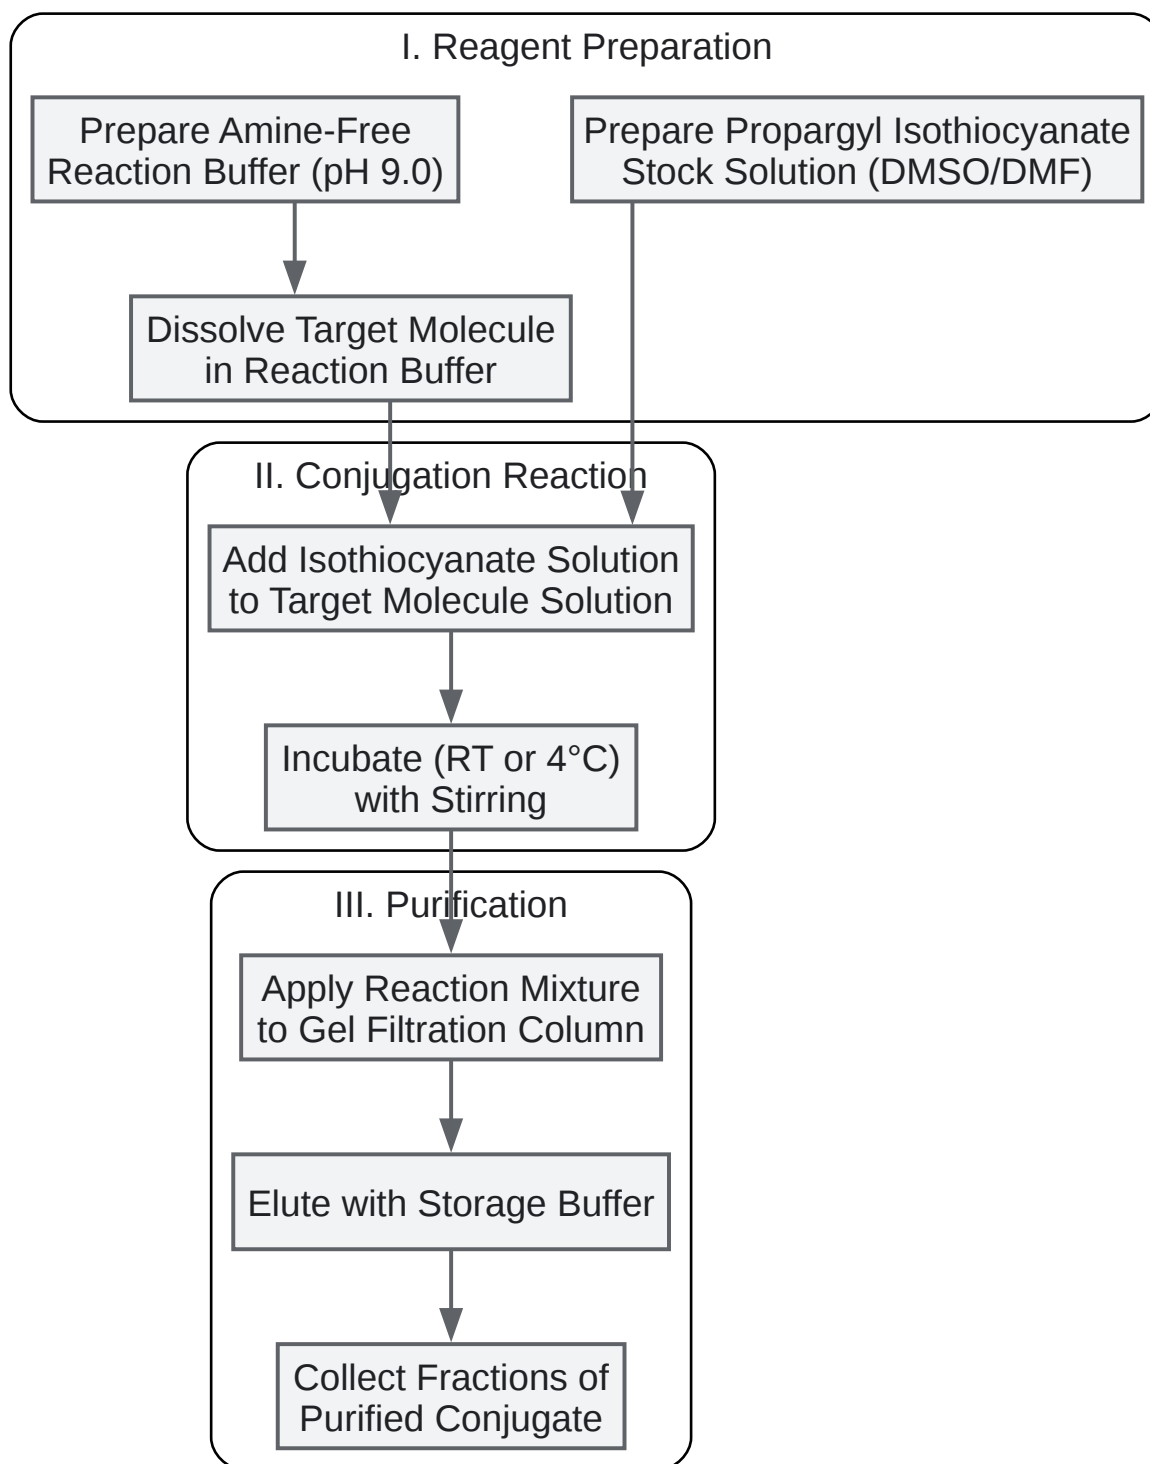 I. Reagent Preparation
Prepare Amine-Free
Reaction Buffer (pH 9.0)
Prepare Propargyl Isothiocyanate
Stock Solution (DMSO/DMF)
Dissolve Target Molecule
in Reaction Buffer
II. Conjugation Reaction
Add Isothiocyanate Solution
to Target Molecule Solution
Incubate (RT or 4°C)
with Stirring
III. Purification
Apply Reaction Mixture
to Gel Filtration Column
Elute with Storage Buffer
Collect Fractions of
Purified Conjugate